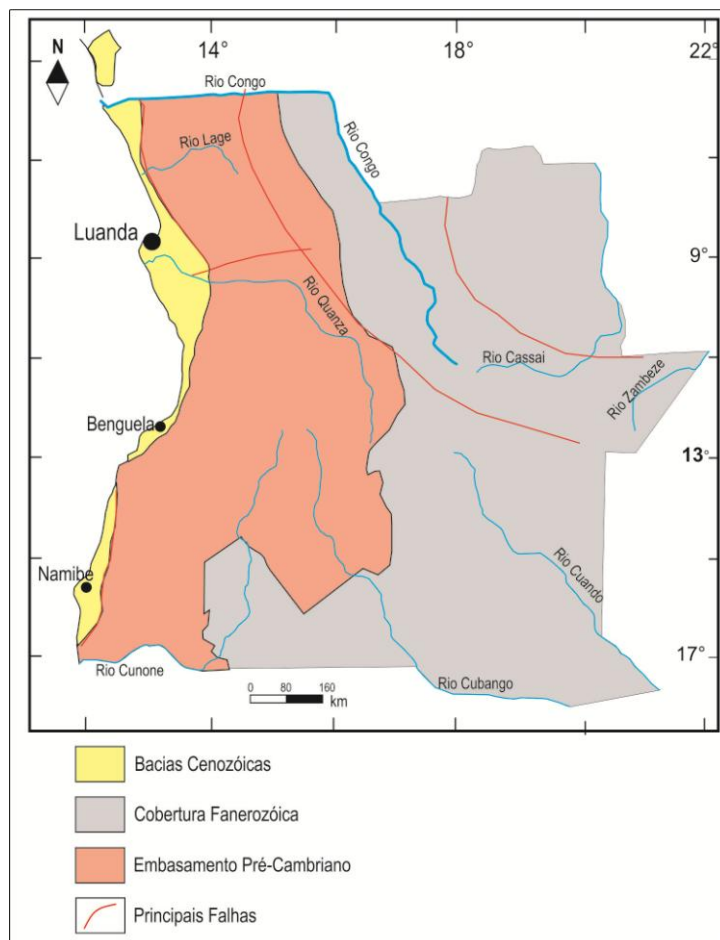 N
14°
18°
22°
Rio Congo
Rio Lage
Rio Congo
Luanda
9°
Rio Quanza
Rio Cassai
Rio Zambeze
Benguela
13°
Rio Cuando
Namibe
17°
Rio Cunone
0 80 160
km
Rio Cubango
Bacias Cenozóicas
Cobertura Fanerozóica
Embasamento Pré-Cambriano
Principais Falhas